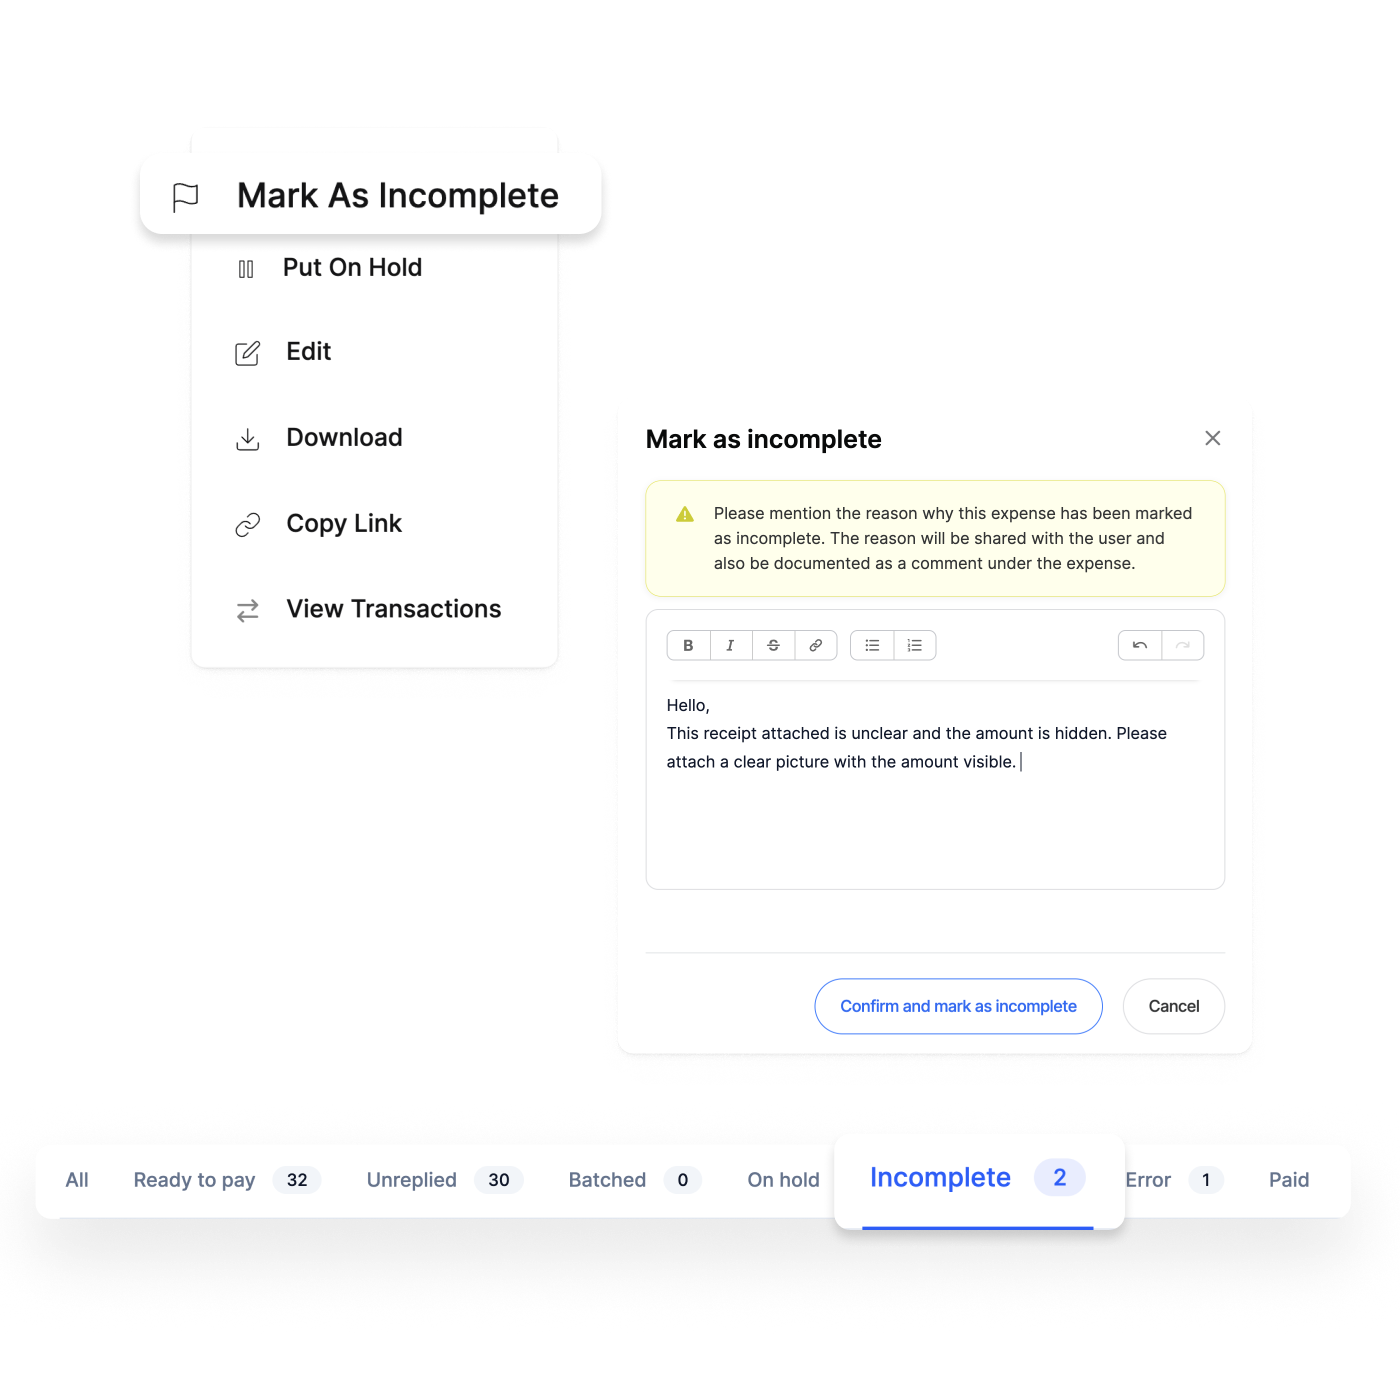 Mark As Incomplete
Put On Hold
Edit
Download
Copy Link
View Transactions
Mark as incomplete
Please mention the reason why this expense has been marked
as incomplete. The reason will be shared with the user and
also be documented as a comment under the expense.
B I S
Hello,
This receipt attached is unclear and the amount is hidden. Please
attach a clear picture with the amount visible.
Confirm and mark as incomplete Cancel
All Ready to pay 32 Unreplied 30 Batched 0 On hold Incomplete 2 Error 1 Paid